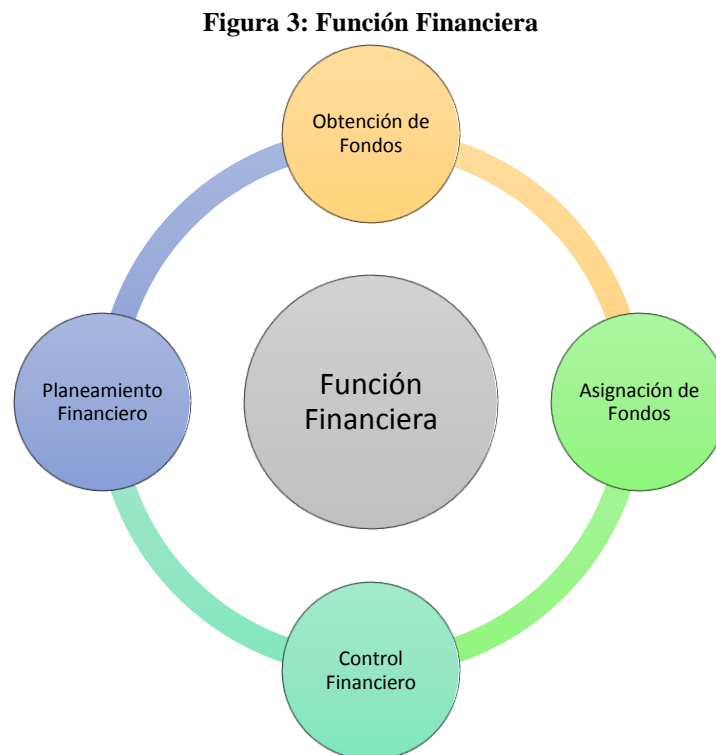 Figura 3: Función Financiera
Obtención de
Fondos
Planeamiento
Financiero
Función
Financiera
Asignación de
Fondos
Control
Financiero